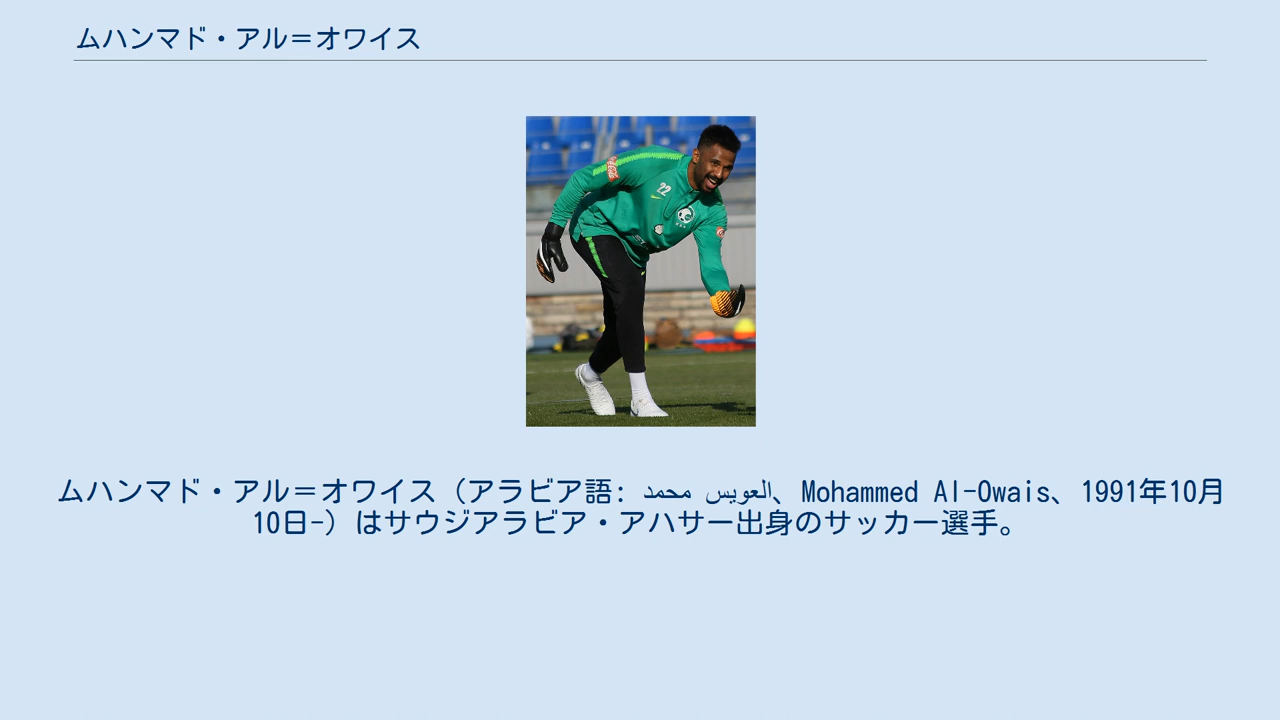 ムハンマド・アル＝オワイス
22
ムハンマド・アル＝オワイス（アラビア語: محمد العويس、Mohammed Al-Owais、1991年10月
10日-）はサウジアラビア・アハサー出身のサッカー選手。